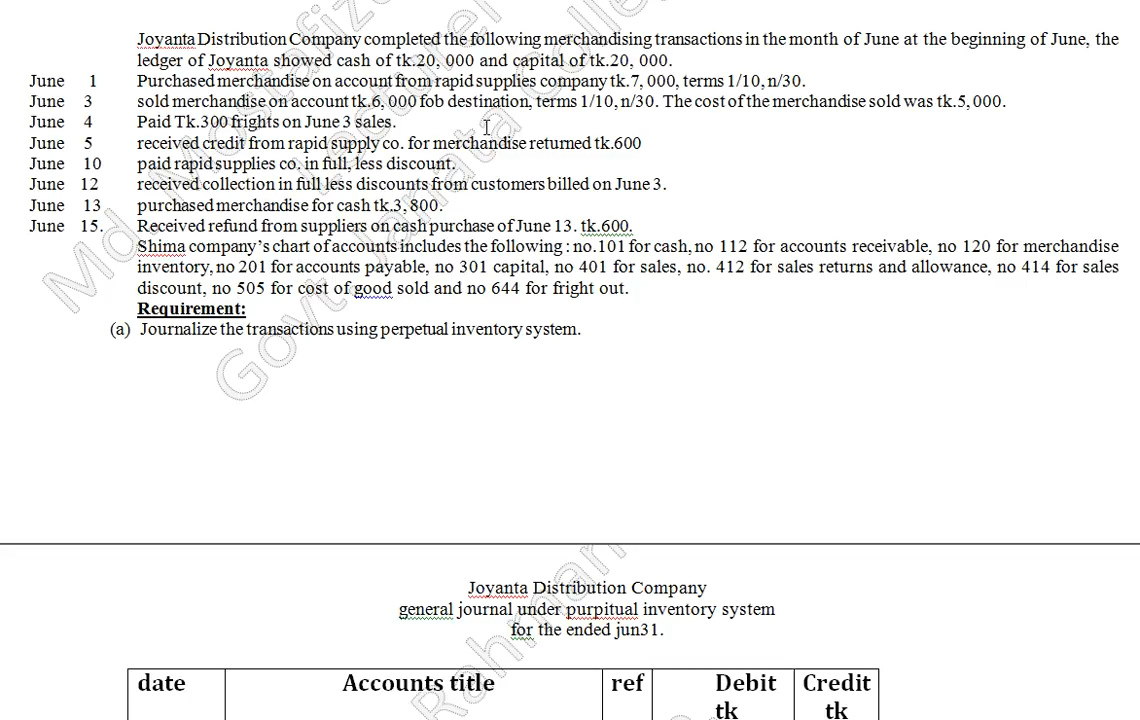 Joyanta Distribution Company completed the following merchandising transactions in the month of June at the beginning of June, the
ledger of Joyanta showed cash of tk.20, 000 and capital of tk.20, 000.
June 1 Purchased merchandise on account from rapid supplies company tk.7, 000, terms 1/10, n/30.
June 3 sold merchandise on account tk.6, 000 fob destination, terms 1/10, n/30. The cost of the merchandise sold was tk.5, 000.
June 4 Paid Tk.300 frights on June 3 sales.
June 5 received credit from rapid supply co. for merchandise returned tk.600
June 10 paid rapid supplies co. in full, less discount.
June 12 received collection in full less discounts from customers billed on June 3.
June 13 purchased merchandise for cash tk.3, 800.
June 15. Received refund from suppliers on cash purchase of June 13. tk.600.
Shima company's chart of accounts includes the following : no.101 for cash, no 112 for accounts receivable, no 120 for merchandise
inventory, no 201 for accounts payable, no 301 capital, no 401 for sales, no. 412 for sales returns and allowance, no 414 for sales
discount, no 505 for cost of good sold and no 644 for fright out.
Requirement:
(a) Journalize the transactions using perpetual inventory system.
Joyanta Distribution Company
general journal under purpitual inventory system
for the ended jun31.
date Accounts title ref Debit Credit
tk tk
Md. Mostafiz
Lecturer
Govt Janata Colle
Rahman